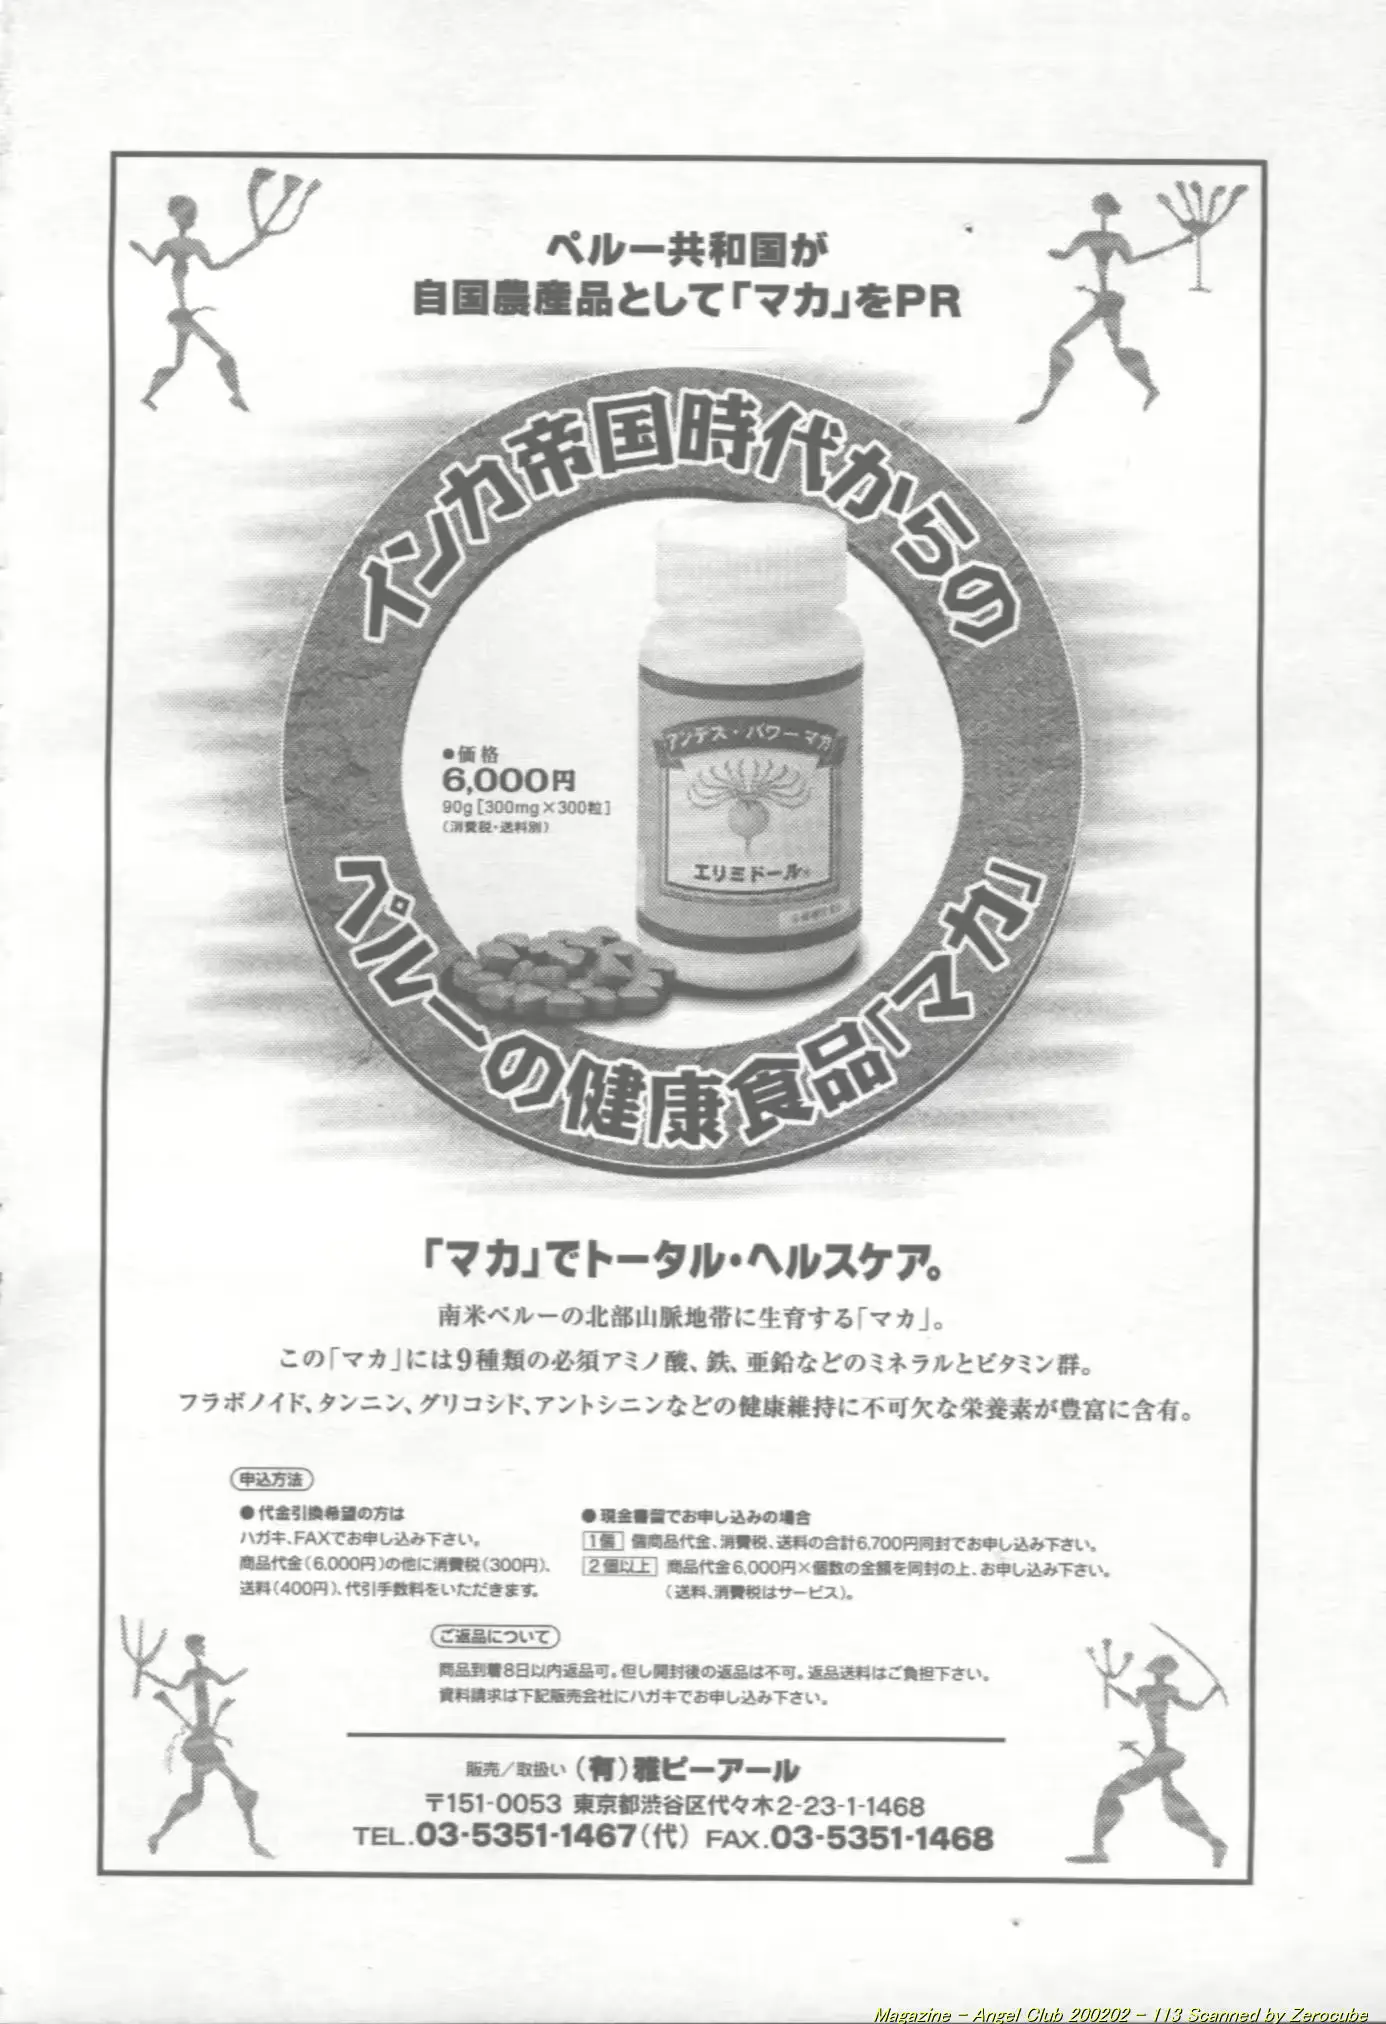 ペルー共和国が
自国農産品として「マカ」をPR
インカ帝国時代からの
●価格
6,000円
90g[300mg×300粒]
(消費税・送料別)
アンデス・パワーマカ
エリミドール®
ペルーの健康食品「マカ」
「マカ」でトータル・ヘルスケア。
南米ペルーの北部山脈地帯に生育する「マカ」。
この「マカ」には9種類の必須アミノ酸、鉄、亜鉛などのミネラルとビタミン群。
フラボノイド、タンニン、グリコシド、アントシニンなどの健康維持に不可欠な栄養素が豊富に含有。
申込方法
●代金引換希望の方は
ハガキ、FAXでお申し込み下さい。
商品代金(6,000円)の他に消費税(300円)、
送料(400円)、代引手数料をいただきます。
●現金書留でお申し込みの場合
1個 個商品代金、消費税、送料の合計6,700円同封でお申し込み下さい。
2個以上 商品代金6,000円×個数の金額を同封の上、お申し込み下さい。
(送料、消費税はサービス)。
ご返品について
商品到着8日以内返品可。但し開封後の返品は不可。返品送料はご負担下さい。
資料請求は下記販売会社にハガキでお申し込み下さい。
販売/取扱い (有)雅ピーアール
〒151-0053 東京都渋谷区代々木2-23-1-1468
TEL.03-5351-1467(代) FAX.03-5351-1468
Magazine - Angel Club 200202 - 113 Scanned by Zerocube